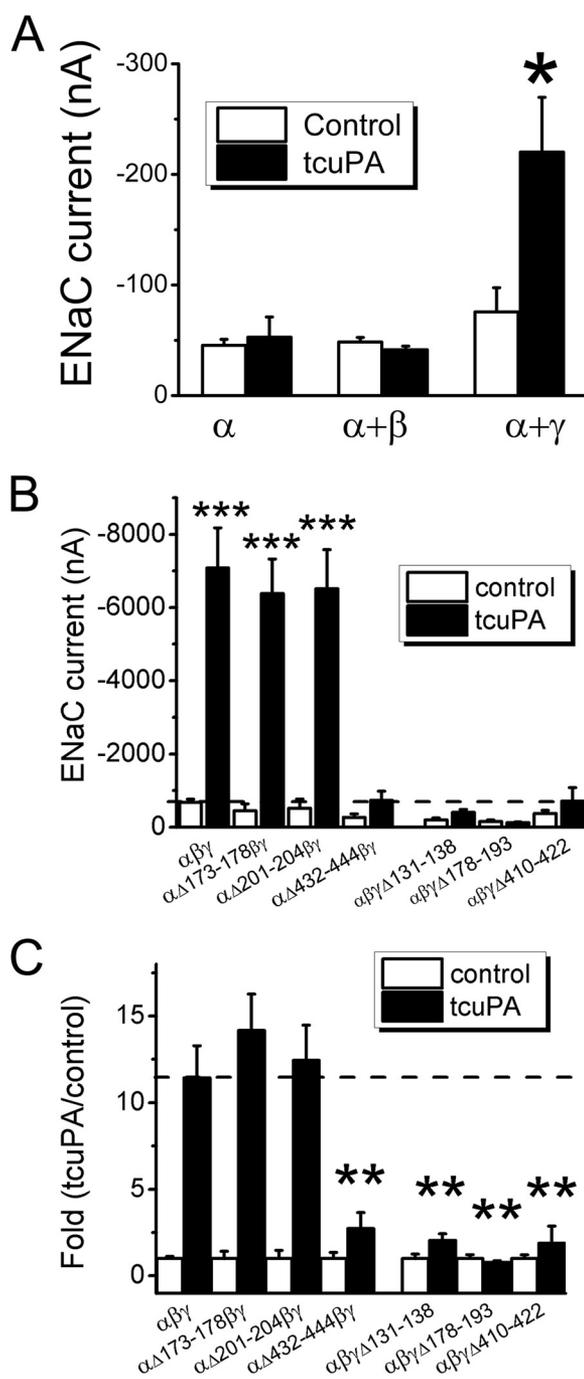 A
ENaC current (nA)
-300
-200
-100
0
Control
tcuPA
*
α
α+β
α+γ
B
ENaC current (nA)
-8000
-6000
-4000
-2000
0
***
***
***
control
tcuPA
αβγ
αΔ173-178βγ
αΔ201-204βγ
αΔ432-444βγ
αβγΔ131-138
αβγΔ178-193
αβγΔ410-422
C
Fold (tcuPA/control)
15
10
5
0
control
tcuPA
**
**
**
**
αβγ
αΔ173-178βγ
αΔ201-204βγ
αΔ432-444βγ
αβγΔ131-138
αβγΔ178-193
αβγΔ410-422